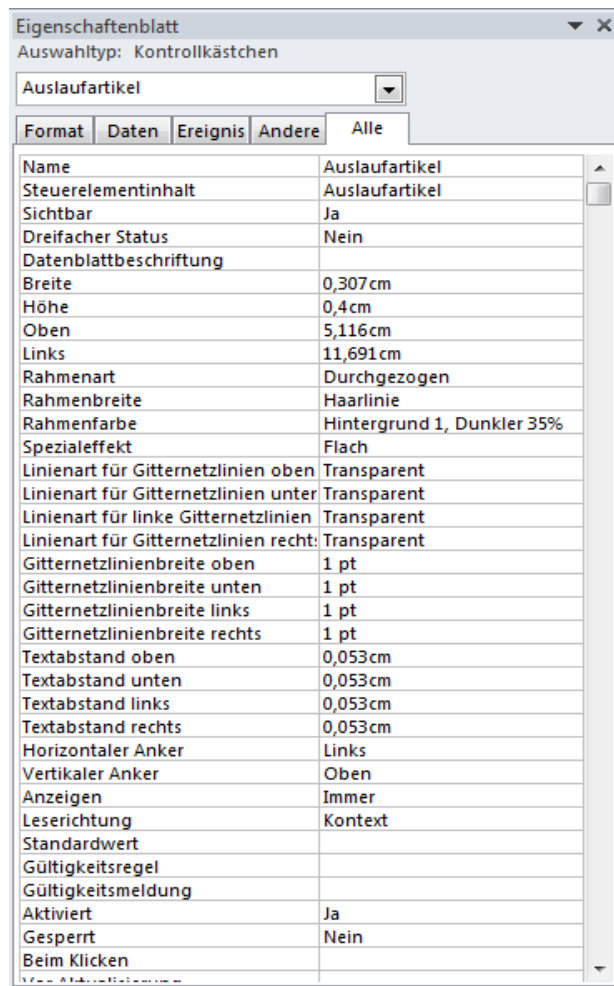 Eigenschaftenblatt
Auswahltyp: Kontrollkästchen
Auslaufartikel
Format Daten Ereignis Andere Alle
Name Auslaufartikel
Steuerelementinhalt Auslaufartikel
Sichtbar Ja
Dreifacher Status Nein
Datenblattbeschriftung
Breite 0,307cm
Höhe 0,4cm
Oben 5,116cm
Links 11,691cm
Rahmenart Durchgezogen
Rahmenbreite Haarlinie
Rahmenfarbe Hintergrund 1, Dunkler 35%
Spezialeffekt Flach
Linienart für Gitternetzlinien oben Transparent
Linienart für Gitternetzlinien unter Transparent
Linienart für linke Gitternetzlinien Transparent
Linienart für Gitternetzlinien rechts Transparent
Gitternetzlinienbreite oben 1 pt
Gitternetzlinienbreite unten 1 pt
Gitternetzlinienbreite links 1 pt
Gitternetzlinienbreite rechts 1 pt
Textabstand oben 0,053cm
Textabstand unten 0,053cm
Textabstand links 0,053cm
Textabstand rechts 0,053cm
Horizontaler Anker Links
Vertikaler Anker Oben
Anzeigen Immer
Leserichtung Kontext
Standardwert
Gültigkeitsregel
Gültigkeitsmeldung
Aktiviert Ja
Gesperrt Nein
Beim Klicken